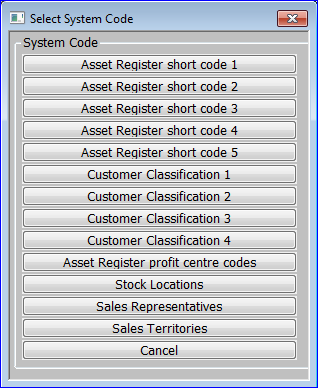 Select System Code
System Code
Asset Register short code 1
Asset Register short code 2
Asset Register short code 3
Asset Register short code 4
Asset Register short code 5
Customer Classification 1
Customer Classification 2
Customer Classification 3
Customer Classification 4
Asset Register profit centre codes
Stock Locations
Sales Representatives
Sales Territories
Cancel